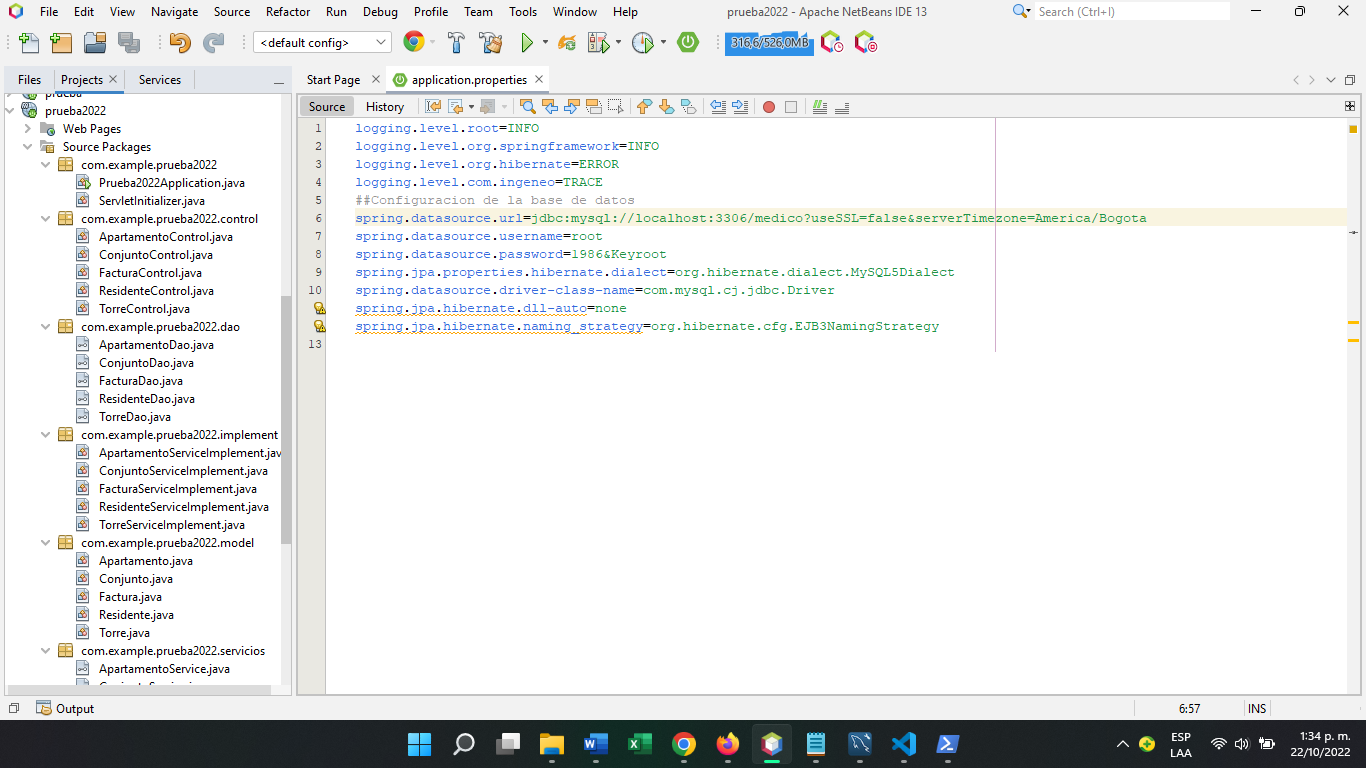 File Edit View Navigate Source Refactor Run Debug Profile Team Tools Window Help prueba2022 - Apache NetBeans IDE 13 Search (Ctrl+I)
<default config> 316,6/526,0MB
Files Projects Services
Start Page application.properties
Source History
prueba
prueba2022
Web Pages
Source Packages
com.example.prueba2022
Prueba2022Application.java
ServletInitializer.java
com.example.prueba2022.control
ApartamentoControl.java
ConjuntoControl.java
FacturaControl.java
ResidenteControl.java
TorreControl.java
com.example.prueba2022.dao
ApartamentoDao.java
ConjuntoDao.java
FacturaDao.java
ResidenteDao.java
TorreDao.java
com.example.prueba2022.implement
ApartamentoServiceImplement.jav
ConjuntoServiceImplement.java
FacturaServiceImplement.java
ResidenteServiceImplement.java
TorreServiceImplement.java
com.example.prueba2022.model
Apartamento.java
Conjunto.java
Factura.java
Residente.java
Torre.java
com.example.prueba2022.servicios
ApartamentoService.java
1 logging.level.root=INFO
2 logging.level.org.springframework=INFO
3 logging.level.org.hibernate=ERROR
4 logging.level.com.ingeneo=TRACE
5 ##Configuracion de la base de datos
6 spring.datasource.url=jdbc:mysql://localhost:3306/medico?useSSL=false&serverTimezone=America/Bogota
7 spring.datasource.username=root
8 spring.datasource.password=1986&Keyroot
9 spring.jpa.properties.hibernate.dialect=org.hibernate.dialect.MySQL5Dialect
10 spring.datasource.driver-class-name=com.mysql.cj.jdbc.Driver
spring.jpa.hibernate.dll-auto=none
spring.jpa.hibernate.naming_strategy=org.hibernate.cfg.EJB3NamingStrategy
13
Output 6:57 INS
ESP
LAA
1:34 p. m.
22/10/2022